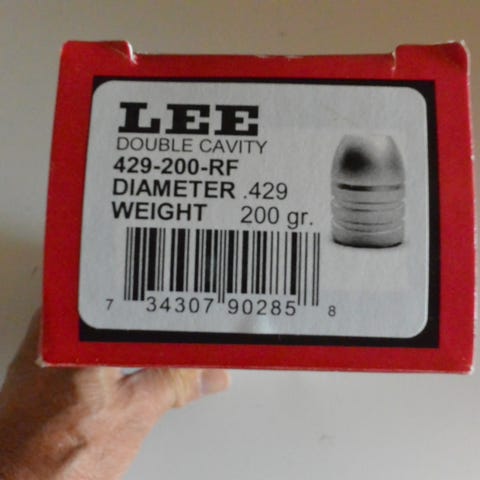 LEE
DOUBLE CAVITY
429-200-RF
DIAMETER .429
WEIGHT 200 gr.
7 34307 90285 8